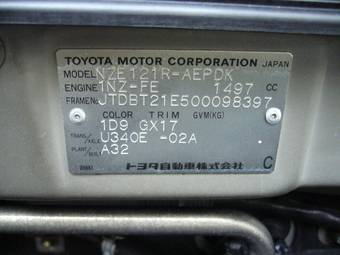 TOYOTA MOTOR CORPORATION JAPAN
MODEL NZE121R-AEPDK
ENGINE 1NZ-FE 1497 CC
FRAME No. JTDBT21E500098397
COLOR TRIM GVM(KG)
1D9 GX17
TRANS/AXLE U340E -02A
PLANT/BUILT A32
トヨタ自動車株式会社 C